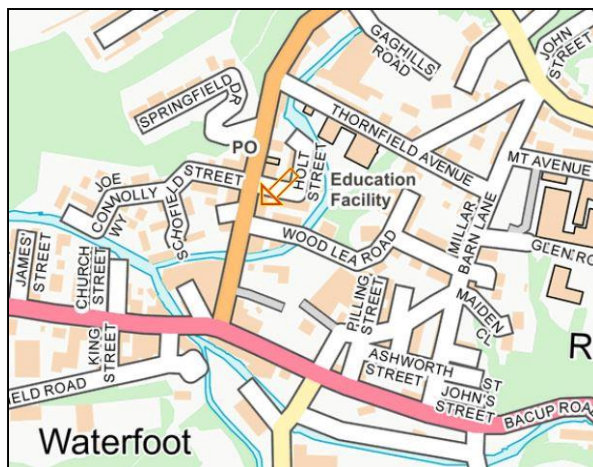 GAGHILLS
ROAD
JOHN
STREET
SPRINGFIELD DR
THORNFIELD AVENUE
PO
MT AVENUE
HOLT
STREET
Education
Facility
JOE
CONNOLLY
WY
SCHOFIELD
STREET
WOOD LEA ROAD
MILLAR
BARN LANE
GLEN RO
JAMES
STREET
CHURCH
STREET
PILLING
STREET
MAIDEN
CL
KING
STREET
ASHWORTH
STREET
ST
JOHN'S
STREET
R
IELD ROAD
BACUP ROA
Waterfoot